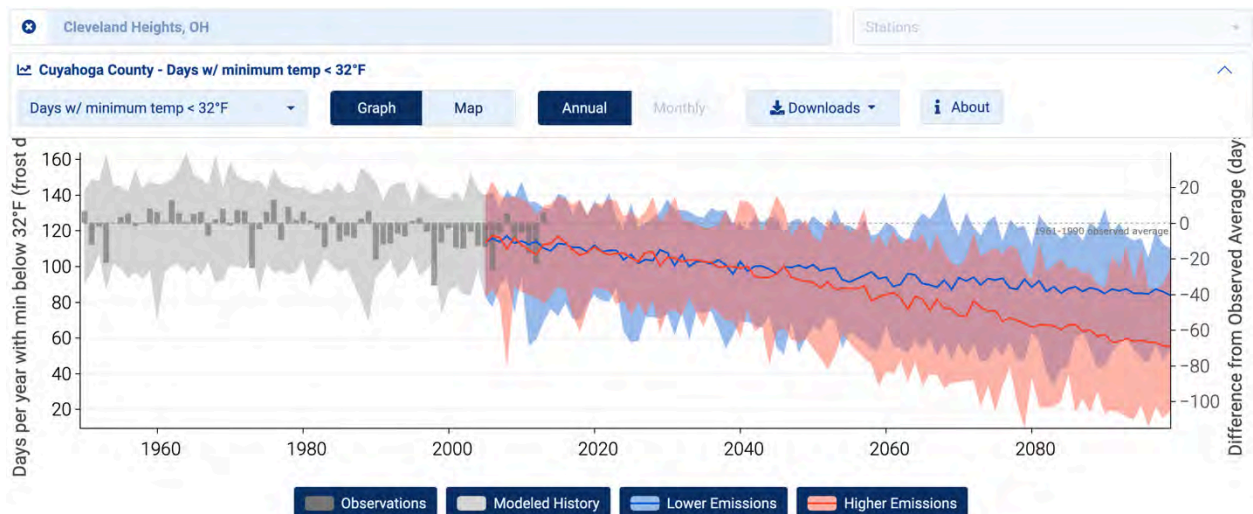 Cleveland Heights, OH
Stations
Cuyahoga County - Days w/ minimum temp < 32°F
Days w/ minimum temp < 32°F
Graph
Map
Annual
Monthly
Downloads
i About
Days per year with min below 32°F (frost d
160
140
120
100
80
60
40
20
1960
1980
2000
2020
2040
2060
2080
20
0
−20
−40
−60
−80
−100
Difference from Observed Average (days
1961-1990 observed average
Observations
Modeled History
Lower Emissions
Higher Emissions